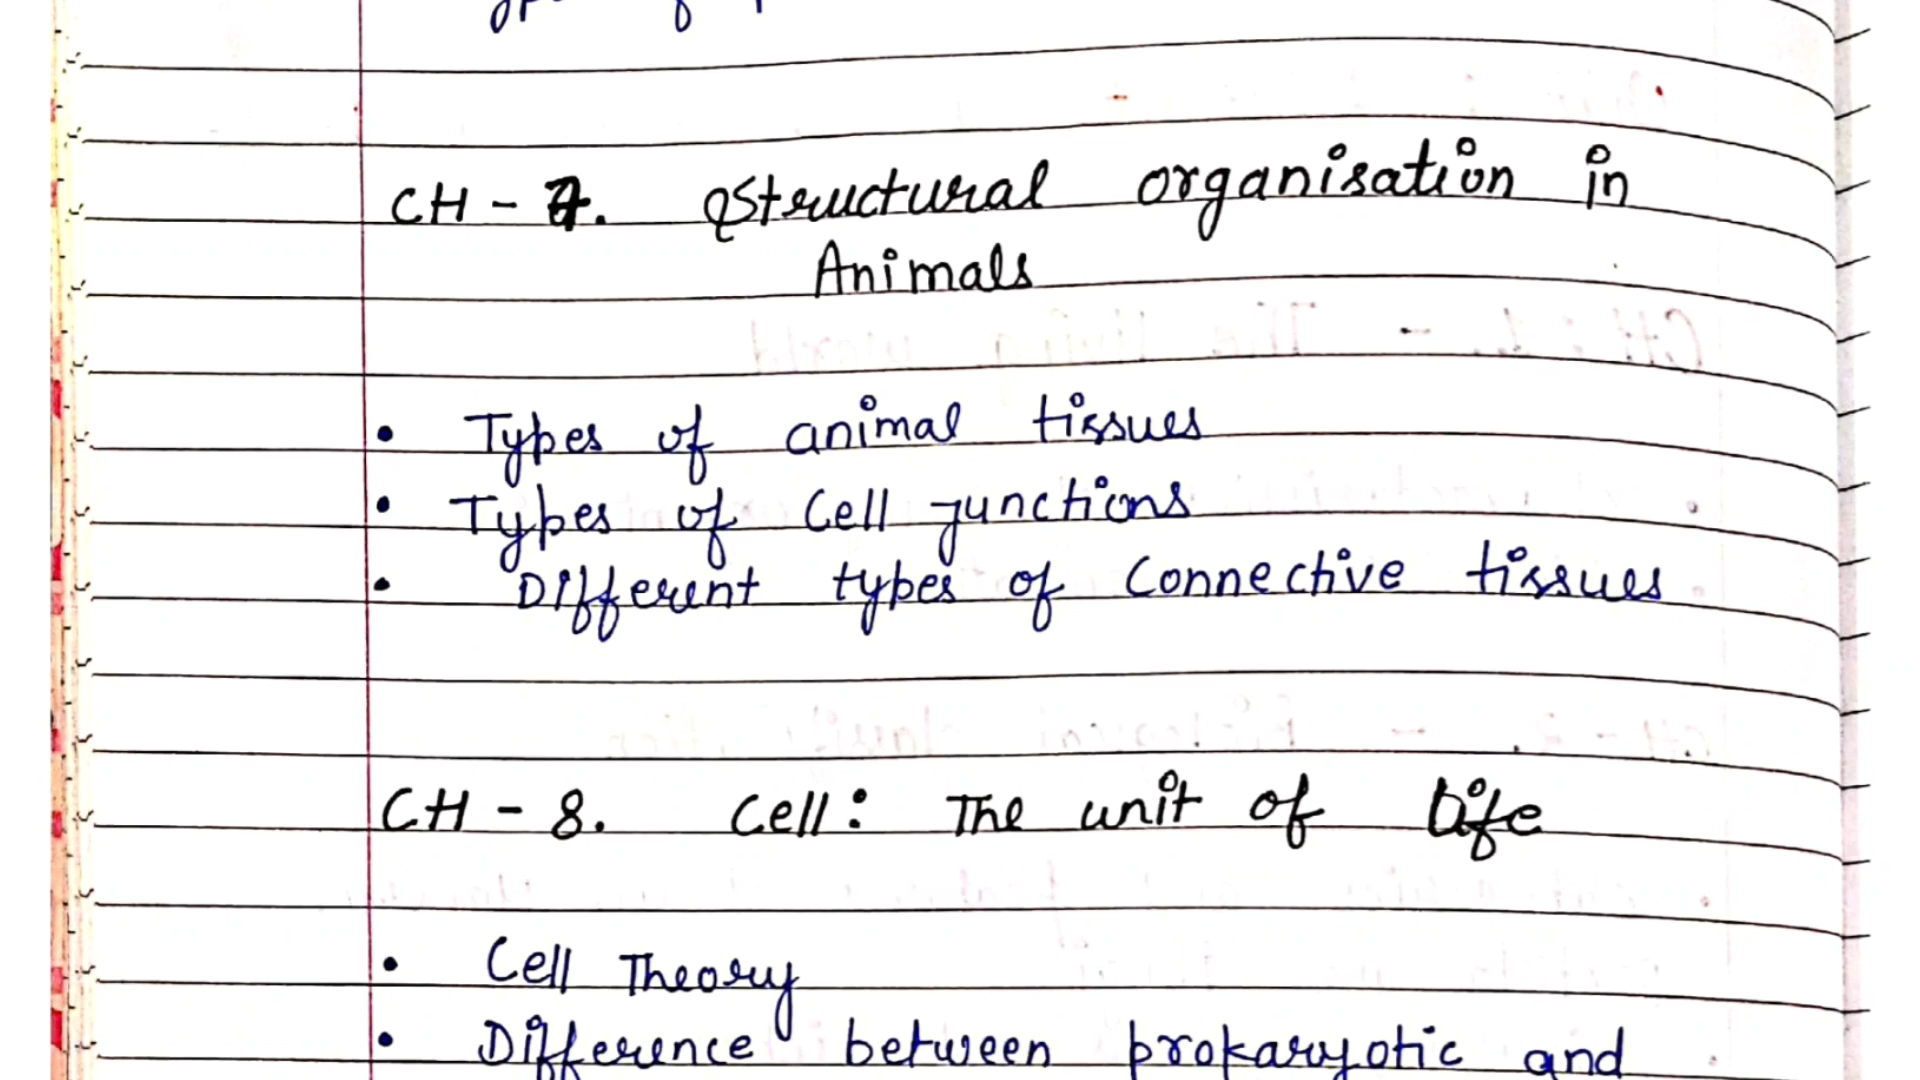 CH - 7. Structural organisation in
Animals
• Types of animal tissues
• Types of Cell junctions
• Different types of Connective tissues
CH - 8. Cell: The unit of Life
• Cell Theory
• Difference between prokaryotic and